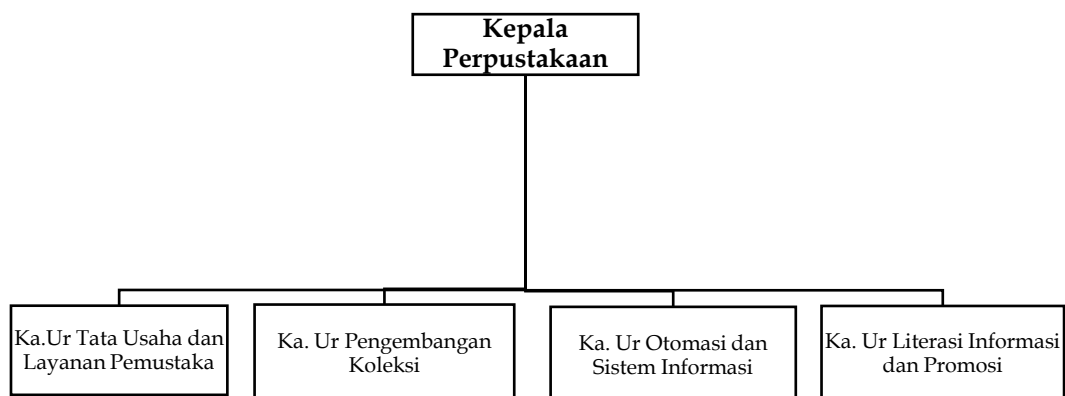 Kepala
Perpustakaan
Ka.Ur Tata Usaha dan
Layanan Pemustaka
Ka. Ur Pengembangan
Koleksi
Ka. Ur Otomasi dan
Sistem Informasi
Ka. Ur Literasi Informasi
dan Promosi